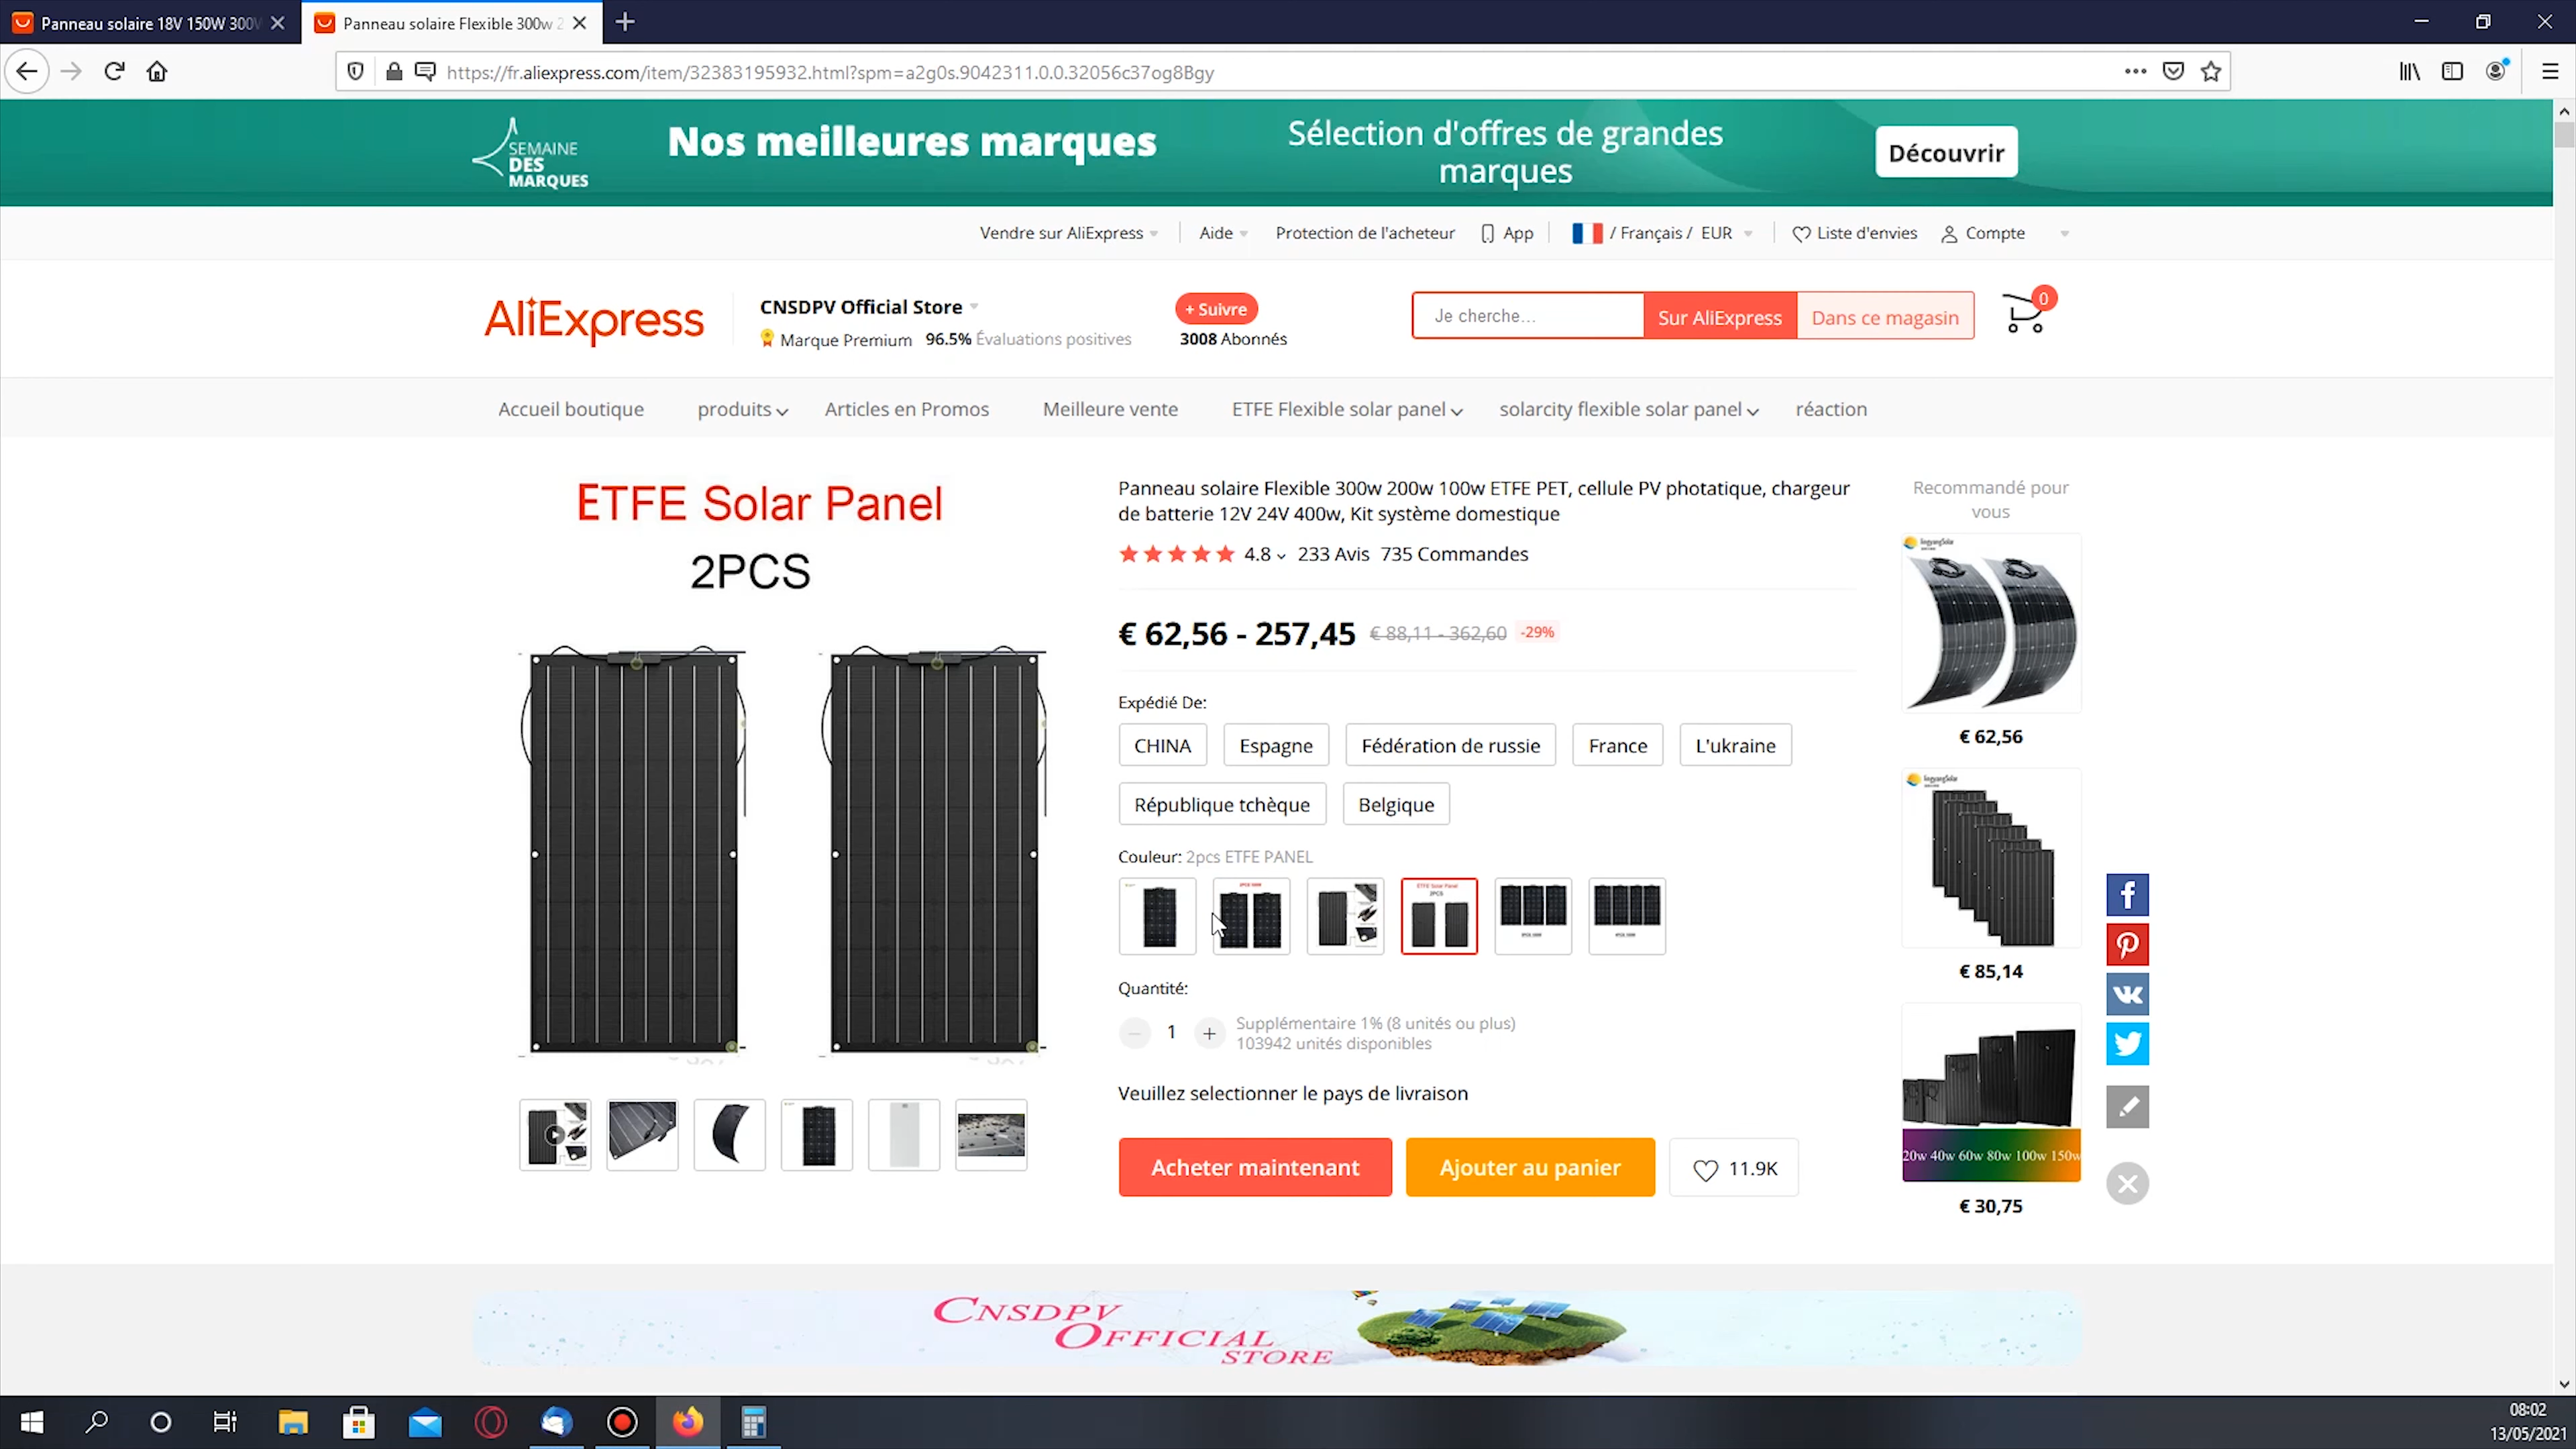 Panneau solaire 18V 150W 300V
Panneau solaire Flexible 300w 2
https://fr.aliexpress.com/item/32383195932.html?spm=a2g0s.9042311.0.0.32056c37og8Bgy
SEMAINE
DES
MARQUES
Nos meilleures marques
Sélection d'offres de grandes
marques
Découvrir
Vendre sur AliExpress
Aide
Protection de l'acheteur
App
/ Français / EUR
Liste d'envies
Compte
AliExpress
CNSDPV Official Store
Marque Premium 96.5% Évaluations positives
+ Suivre
3008 Abonnés
Je cherche...
Sur AliExpress
Dans ce magasin
0
Accueil boutique
produits
Articles en Promos
Meilleure vente
ETFE Flexible solar panel
solarcity flexible solar panel
réaction
ETFE Solar Panel
2PCS
Panneau solaire Flexible 300w 200w 100w ETFE PET, cellule PV photatique, chargeur
de batterie 12V 24V 400w, Kit système domestique
4.8 233 Avis 735 Commandes
€ 62,56 - 257,45 € 88,11 - 362,60 -29%
Expédié De:
CHINA
Espagne
Fédération de russie
France
L'ukraine
République tchèque
Belgique
Couleur: 2pcs ETFE PANEL
ETFE Solar Panel
2PCS
Quantité:
1
Supplémentaire 1% (8 unités ou plus)
103942 unités disponibles
Veuillez selectionner le pays de livraison
Acheter maintenant
Ajouter au panier
11.9K
Recommandé pour
vous
lingyangSolar
€ 62,56
lingyangSolar
€ 85,14
20w 40w 60w 80w 100w 150w
€ 30,75
CNSDPV
OFFICIAL
STORE
08:02
13/05/2021